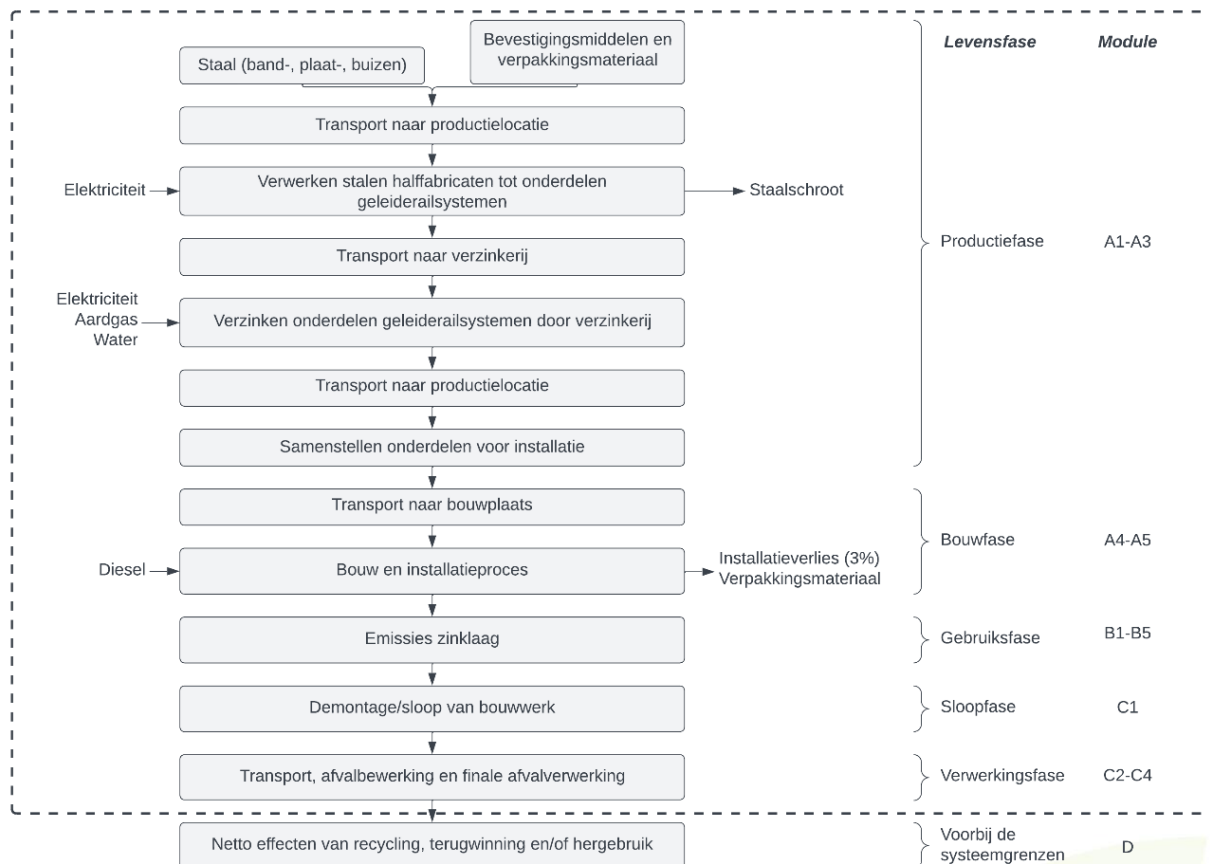 Levensfase Module
Staal (band-, plaat-, buizen)
Bevestigingsmiddelen en
verpakkingsmateriaal
Transport naar productielocatie
Elektriciteit
Verwerken stalen halffabricaten tot onderdelen
geleiderailsystemen
Staalschroot
Transport naar verzinkerij
Productiefase A1-A3
Elektriciteit
Aardgas
Water
Verzinken onderdelen geleiderailsystemen door verzinkerij
Transport naar productielocatie
Samenstellen onderdelen voor installatie
Transport naar bouwplaats
Bouwfase A4-A5
Diesel
Bouw en installatieproces
Installatieverlies (3%)
Verpakkingsmateriaal
Emissies zinklaag
Gebruiksfase B1-B5
Demontage/sloop van bouwwerk
Sloopfase C1
Transport, afvalbewerking en finale afvalverwerking
Verwerkingsfase C2-C4
Netto effecten van recycling, terugwinning en/of hergebruik
Voorbij de
systeemgrenzen D